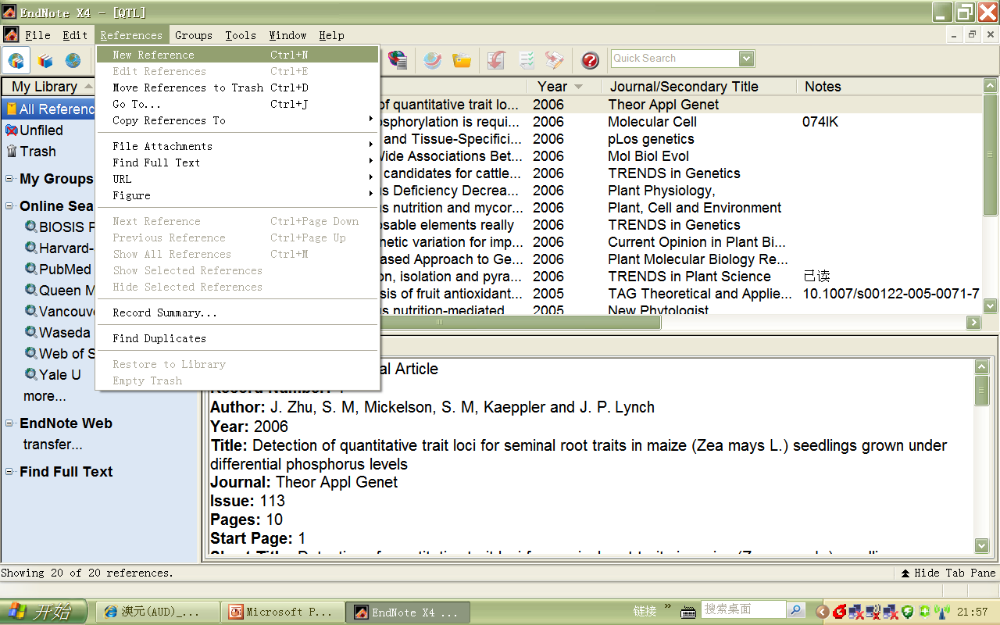 EndNote X4 - [QTL]
File Edit References Groups Tools Window Help
Quick Search
New Reference Ctrl+N
Edit References Ctrl+E
Move References to Trash Ctrl+D
Go To... Ctrl+J
Copy References To
File Attachments
Find Full Text
URL
Figure
Next Reference Ctrl+Page Down
Previous Reference Ctrl+Page Up
Show All References Ctrl+M
Show Selected References
Hide Selected References
Record Summary...
Find Duplicates
Restore to Library
Empty Trash
My Library
All Referenc
Unfiled
Trash
My Groups
Online Sea
BIOSIS
Harvard-
PubMed
Queen M
Vancouv
Waseda
Web of S
Yale U
more...
EndNote Web
transfer...
Find Full Text
Year Journal/Secondary Title Notes
of quantitative trait lo... 2006 Theor Appl Genet
sphorylation is requi... 2006 Molecular Cell 074IK
and Tissue-Specifici... 2006 pLos genetics
Wide Associations Bet... 2006 Mol Biol Evol
candidates for cattle... 2006 TRENDS in Genetics
us Deficiency Decrea... 2006 Plant Physiology,
us nutrition and mycor... 2006 Plant, Cell and Environment
osable elements really 2006 TRENDS in Genetics
netic variation for imp... 2006 Current Opinion in Plant Bi...
ased Approach to Ge... 2006 Plant Molecular Biology Re...
on, isolation and pyra... 2006 TRENDS in Plant Science 已读
sis of fruit antioxidant... 2005 TAG Theoretical and Applie... 10.1007/s00122-005-0071-7
us nutrition-mediated 2005 New Phytologist
al Article
Author: J. Zhu, S. M, Mickelson, S. M, Kaeppler and J. P. Lynch
Year: 2006
Title: Detection of quantitative trait loci for seminal root traits in maize (Zea mays L.) seedlings grown under
differential phosphorus levels
Journal: Theor Appl Genet
Issue: 113
Pages: 10
Start Page: 1
Showing 20 of 20 references.
Hide Tab Pane
开始 澳元(AUD)_... Microsoft P... EndNote X4 ... 链接 » 搜索桌面 21:57